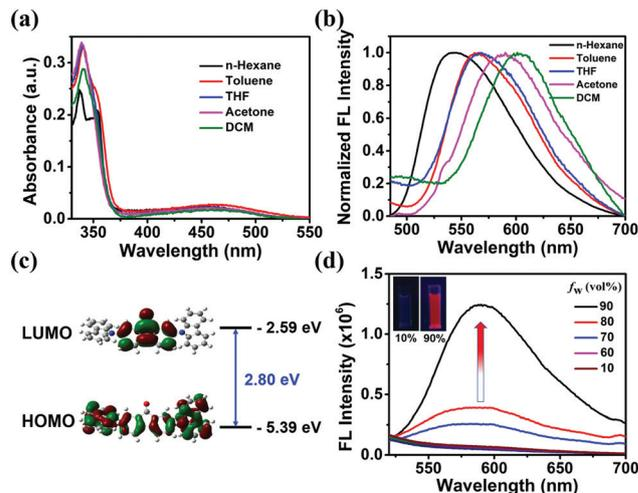 (a)
n-Hexane
Toluene
THF
Acetone
DCM
Absorbance (a.u.)
0.3
0.2
0.1
0.0
350 400 450 500 550
Wavelength (nm)
(b)
n-Hexane
Toluene
THF
Acetone
DCM
Normalized FL Intensity
1.0
0.8
0.6
0.4
0.2
0.0
500 550 600 650 700
Wavelength (nm)
(c)
LUMO
- 2.59 eV
2.80 eV
HOMO
- 5.39 eV
(d)
fw (vol%)
90
80
70
60
10
10% 90%
FL Intensity (x10⁶)
1.5
1.0
0.5
0.0
550 600 650 700
Wavelength (nm)